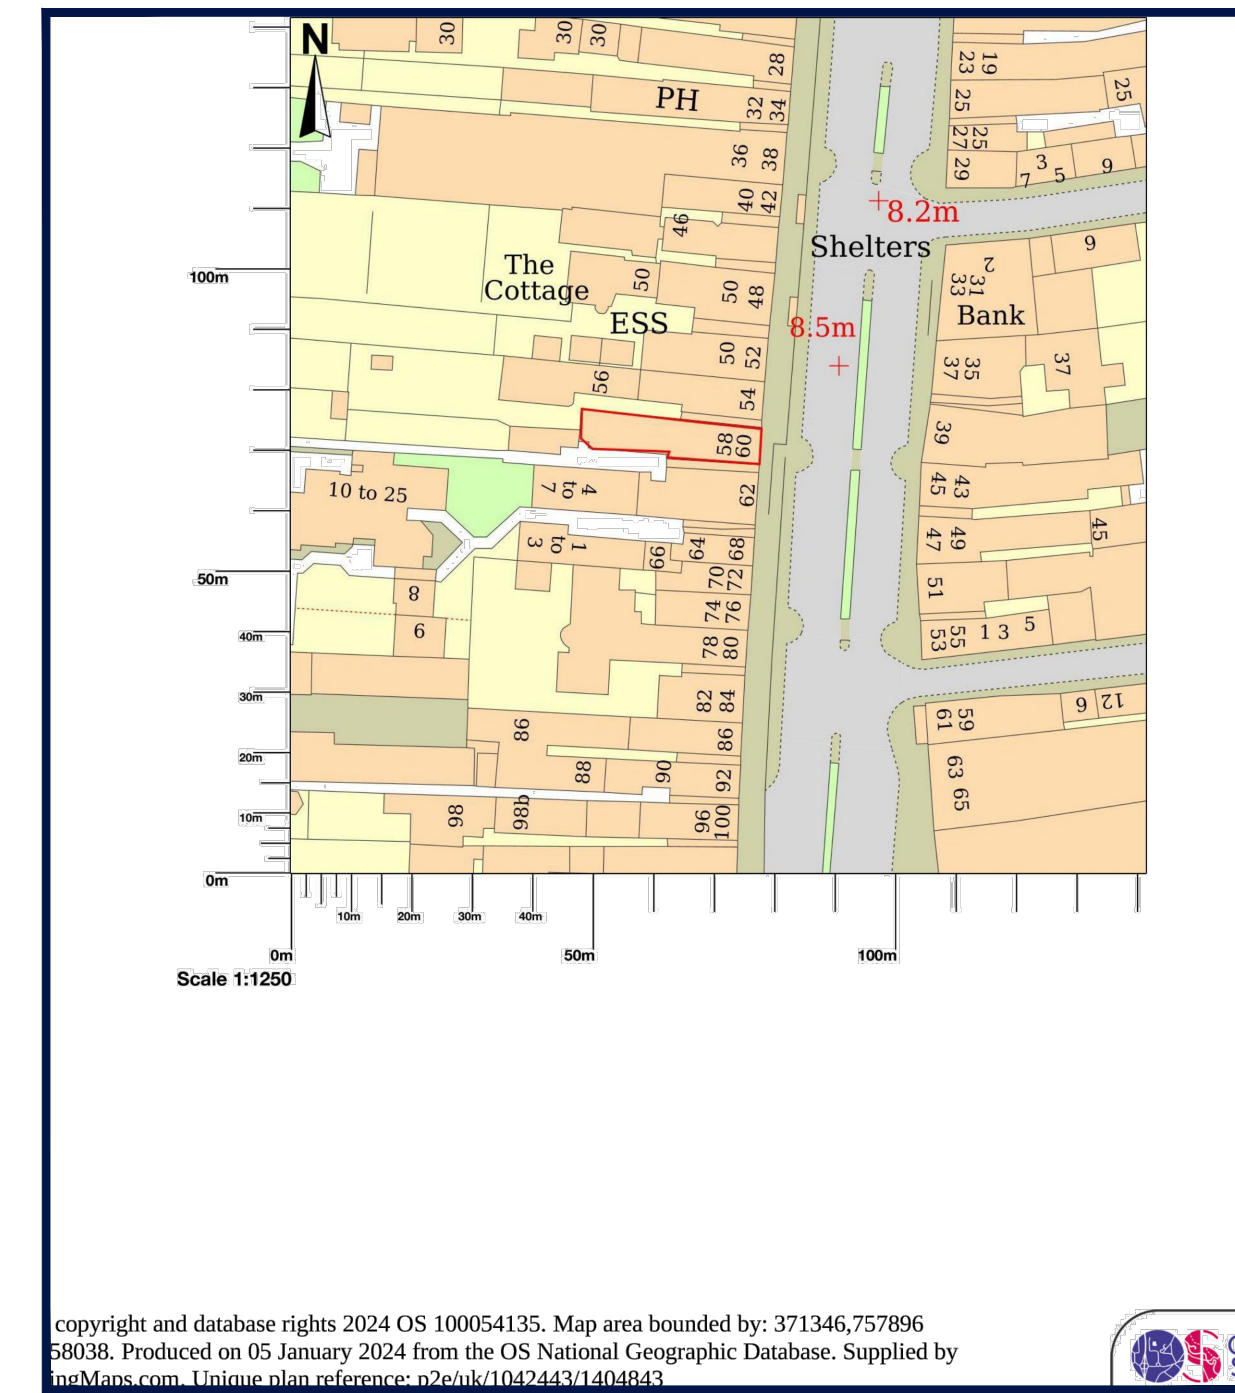 N
30
30
30
28
23
19
PH
32
34
25
25
36
38
27
25
29
3
7
5
9
40
42
46
8.2m
Shelters
9
2
The
Cottage
50
50
48
33
31
100m
ESS
8.5m
Bank
50
52
37
35
37
56
54
39
58
60
10 to 25
4
to
7
62
45
43
1
to
3
66
64
68
47
49
45
50m
70
72
51
8
74
76
6
40m
78
80
53
55
1 3
5
30m
82
84
61
59
6
12
86
86
20m
88
90
92
63
65
98
98b
96
100
10m
0m
10m
20m
30m
40m
0m
50m
100m
Scale 1:1250
copyright and database rights 2024 OS 100054135. Map area bounded by: 371346,757896
58038. Produced on 05 January 2024 from the OS National Geographic Database. Supplied by
ingMaps.com. Unique plan reference: p2e/uk/1042443/1404843